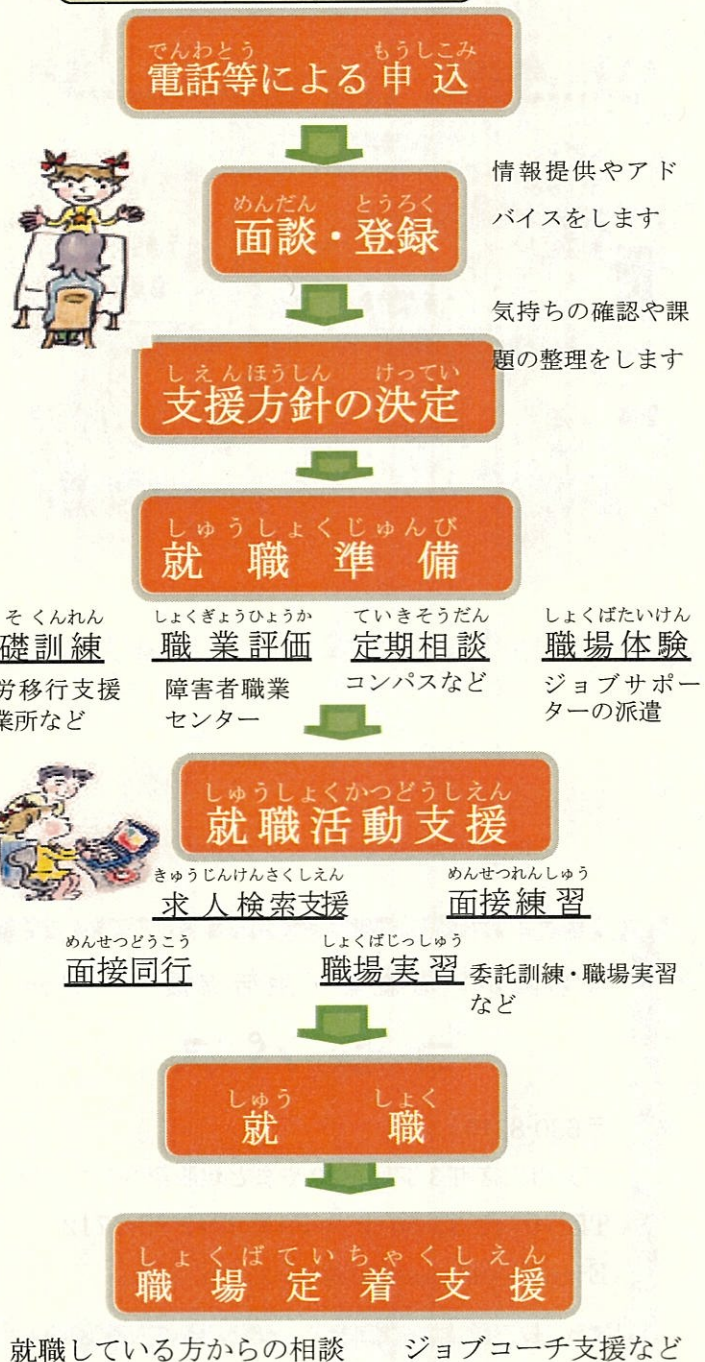 でんわとう もうしこみ
電話等による申込
めんだん とうろく
面談・登録
情報提供やアド
バイスをします
気持ちの確認や課
題の整理をします
しえんほうしん けってい
支援方針の決定
しゅうしょくじゅんび
就職準備
そくんれん しょくぎょうひょうか ていきそうだん しょくばたいけん
礎訓練 職業評価 定期相談 職場体験
労移行支援 障害者職業 コンパスなど ジョブサポー
業所など センター ターの派遣
しゅうしょくかつどうしえん
就職活動支援
きゅうじんけんさくしえん めんせつれんしゅう
求人検索支援 面接練習
めんせつどうこう しょくばじっしゅう
面接同行 職場実習 委託訓練・職場実習
など
しゅう しょく
就職
しょくばていちゃくしえん
職場定着支援
就職している方からの相談 ジョブコーチ支援など